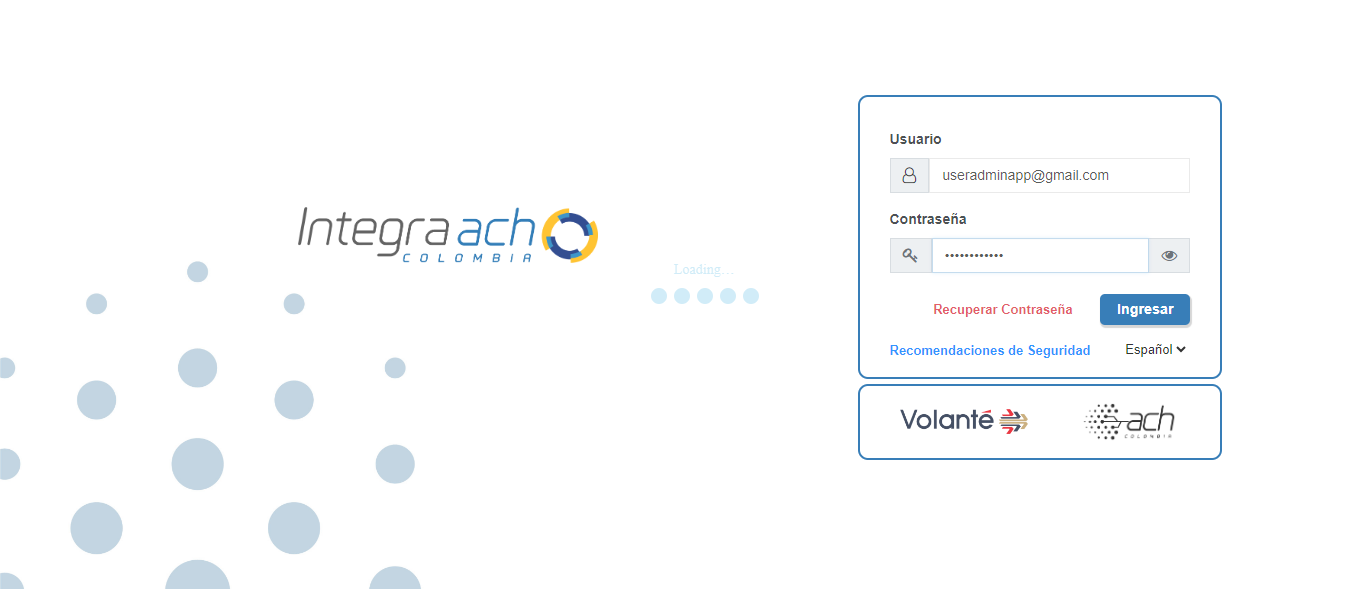 Integra ach
COLOMBIA
Loading...
Usuario
useradminapp@gmail.com
Contraseña
••••••••••••
Recuperar Contraseña
Ingresar
Recomendaciones de Seguridad
Español
Volanté
ach
COLOMBIA